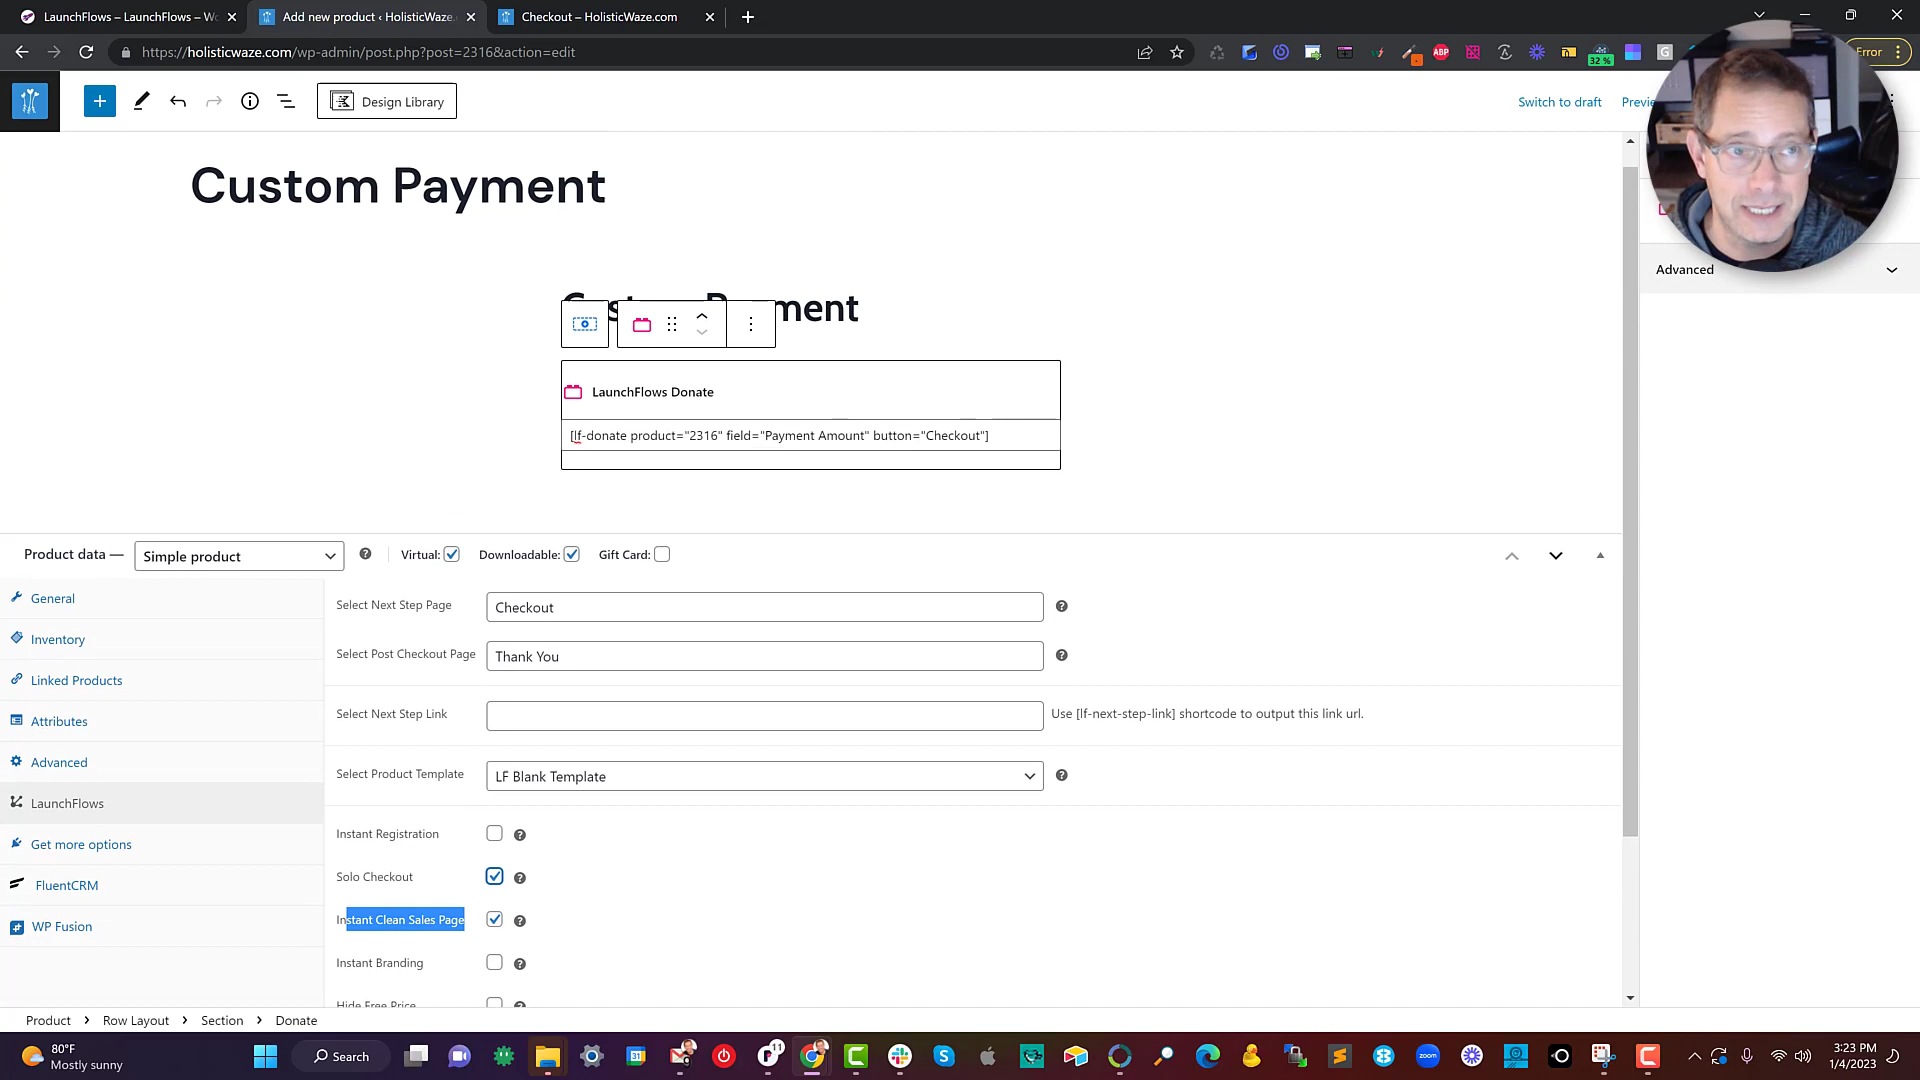 LaunchFlows – LaunchFlows – Wo
Add new product ‹ HolisticWaze.
Checkout – HolisticWaze.com
https://holisticwaze.com/wp-admin/post.php?post=2316&action=edit
ABP
32 %
G
Error
Design Library
Switch to draft
Previe
Custom Payment
Custom Payment
Advanced
LaunchFlows Donate
[lf-donate product="2316" field="Payment Amount" button="Checkout"]
Product data —
Simple product
Virtual:
Downloadable:
Gift Card:
General
Inventory
Linked Products
Attributes
Advanced
LaunchFlows
Get more options
FluentCRM
WP Fusion
Select Next Step Page
Checkout
Select Post Checkout Page
Thank You
Select Next Step Link
Use [lf-next-step-link] shortcode to output this link url.
Select Product Template
LF Blank Template
Instant Registration
Solo Checkout
Instant Clean Sales Page
Instant Branding
Hide Free Price
Product
Row Layout
Section
Donate
80°F
Mostly sunny
Search
31
11
zoom
3:23 PM
1/4/2023